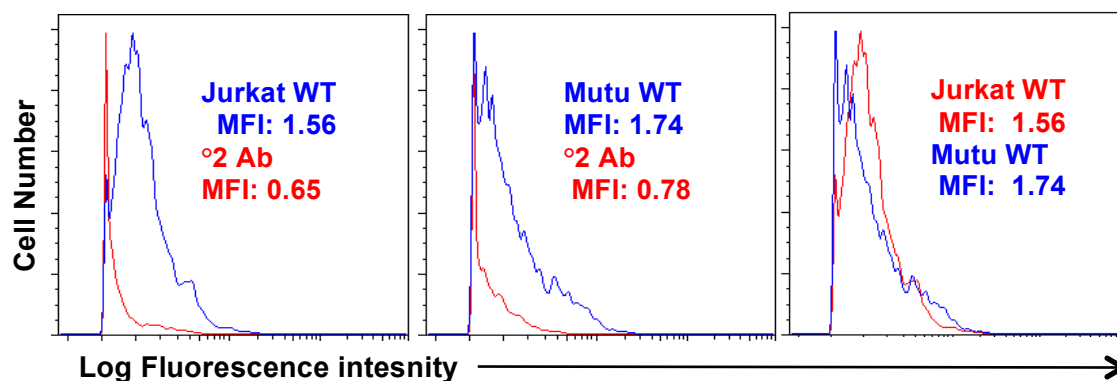 Cell Number
Jurkat WT
MFI: 1.56
°2 Ab
MFI: 0.65
Mutu WT
MFI: 1.74
°2 Ab
MFI: 0.78
Jurkat WT
MFI: 1.56
Mutu WT
MFI: 1.74
Log Fluorescence intesnity